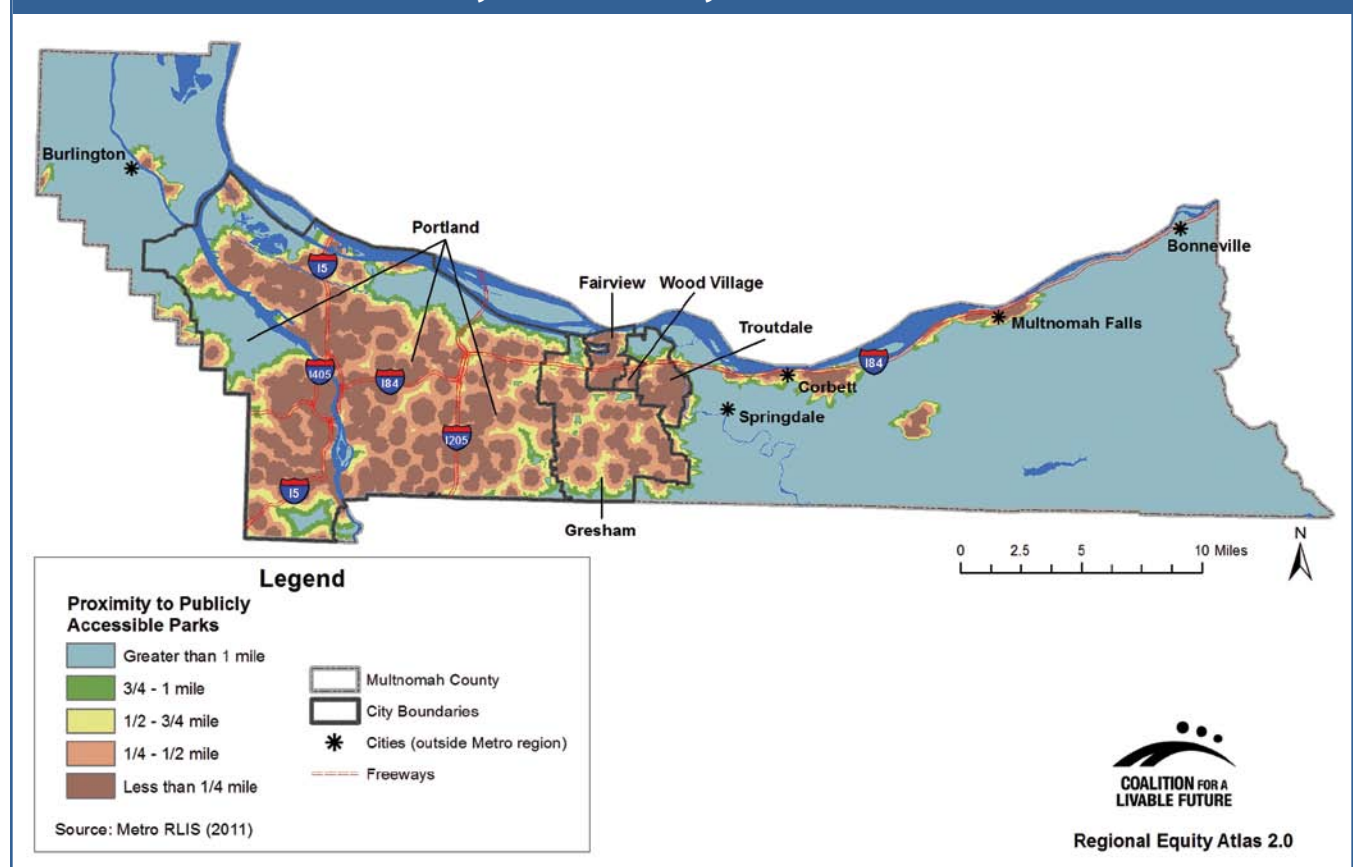 Burlington
Portland
I5
Fairview
Wood Village
Troutdale
Bonneville
Multnomah Falls
I405
I84
I84
Corbett
Springdale
I205
I5
Gresham
N
0 2.5 5 10 Miles
Legend
Proximity to Publicly
Accessible Parks
Greater than 1 mile
3/4 - 1 mile
1/2 - 3/4 mile
1/4 - 1/2 mile
Less than 1/4 mile
Multnomah County
City Boundaries
Cities (outside Metro region)
Freeways
Source: Metro RLIS (2011)
COALITION FOR A
LIVABLE FUTURE
Regional Equity Atlas 2.0